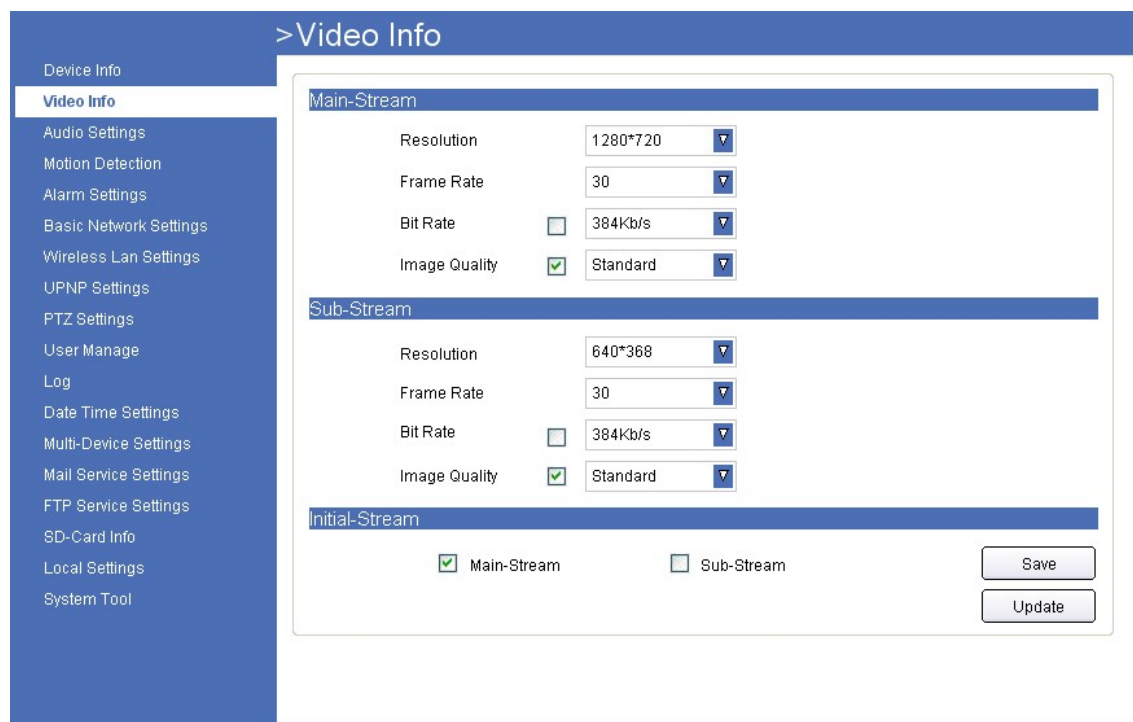 >Video Info
Device Info
Video Info
Audio Settings
Motion Detection
Alarm Settings
Basic Network Settings
Wireless Lan Settings
UPNP Settings
PTZ Settings
User Manage
Log
Date Time Settings
Multi-Device Settings
Mail Service Settings
FTP Service Settings
SD-Card Info
Local Settings
System Tool
Main-Stream
Resolution 1280*720
Frame Rate 30
Bit Rate 384Kb/s
Image Quality Standard
Sub-Stream
Resolution 640*368
Frame Rate 30
Bit Rate 384Kb/s
Image Quality Standard
Initial-Stream
Main-Stream Sub-Stream Save
Update